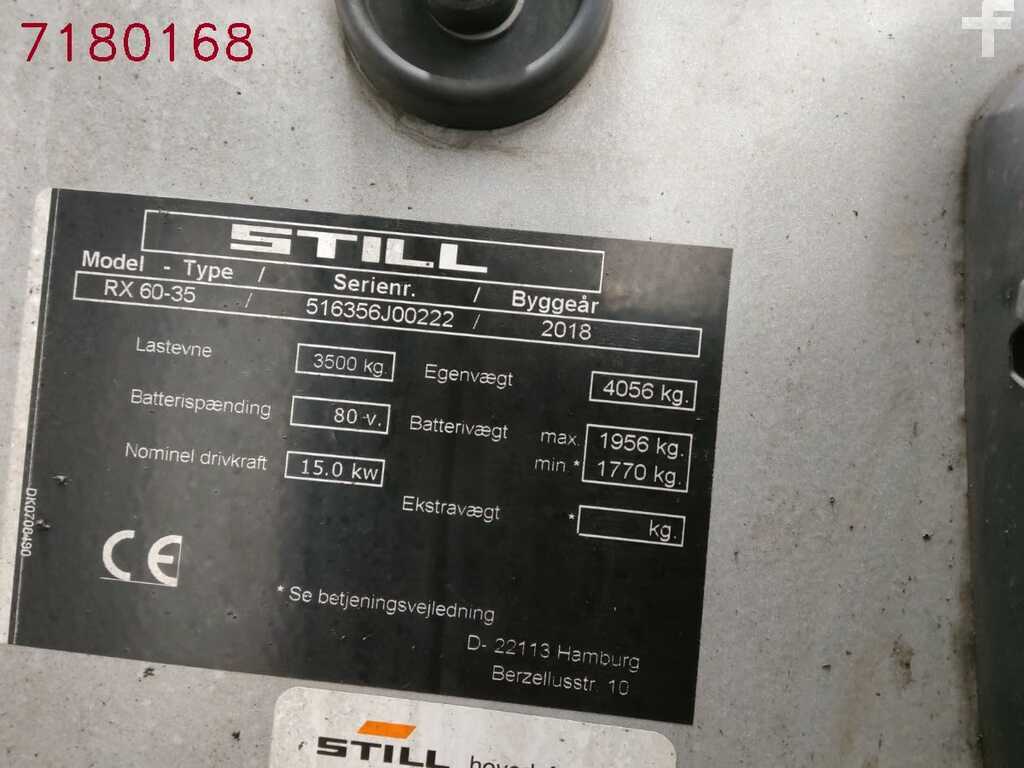 7180168
f
STILL
Model - Type / Serienr. / Byggeår
RX 60-35 / 516356J00222 / 2018
Lastevne 3500 kg. Egenvægt 4056 kg.
Batterispænding 80 v. Batterivægt max. 1956 kg.
min.* 1770 kg.
Nominel drivkraft 15.0 kw
Ekstravægt * kg.
DK0706490
CE
* Se betjeningsvejledning
D- 22113 Hamburg
Berzeliusstr. 10
STILL